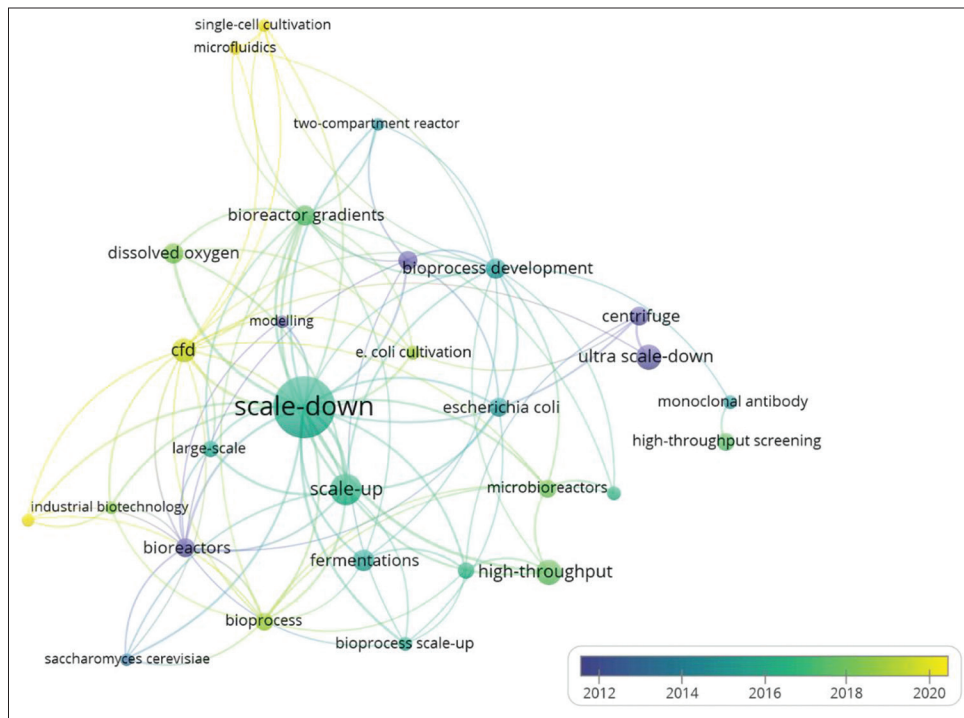 single-cell cultivation
microfluidics
two-compartment reactor
bioreactor gradients
dissolved oxygen
bioprocess development
centrifuge
modelling
cfd
e. coli cultivation
ultra scale-down
scale-down
escherichia coli
monoclonal antibody
large-scale
high-throughput screening
scale-up
microbioreactors
industrial biotechnology
bioreactors
fermentations
high-throughput
bioprocess
bioprocess scale-up
saccharomyces cerevisiae
2012 2014 2016 2018 2020